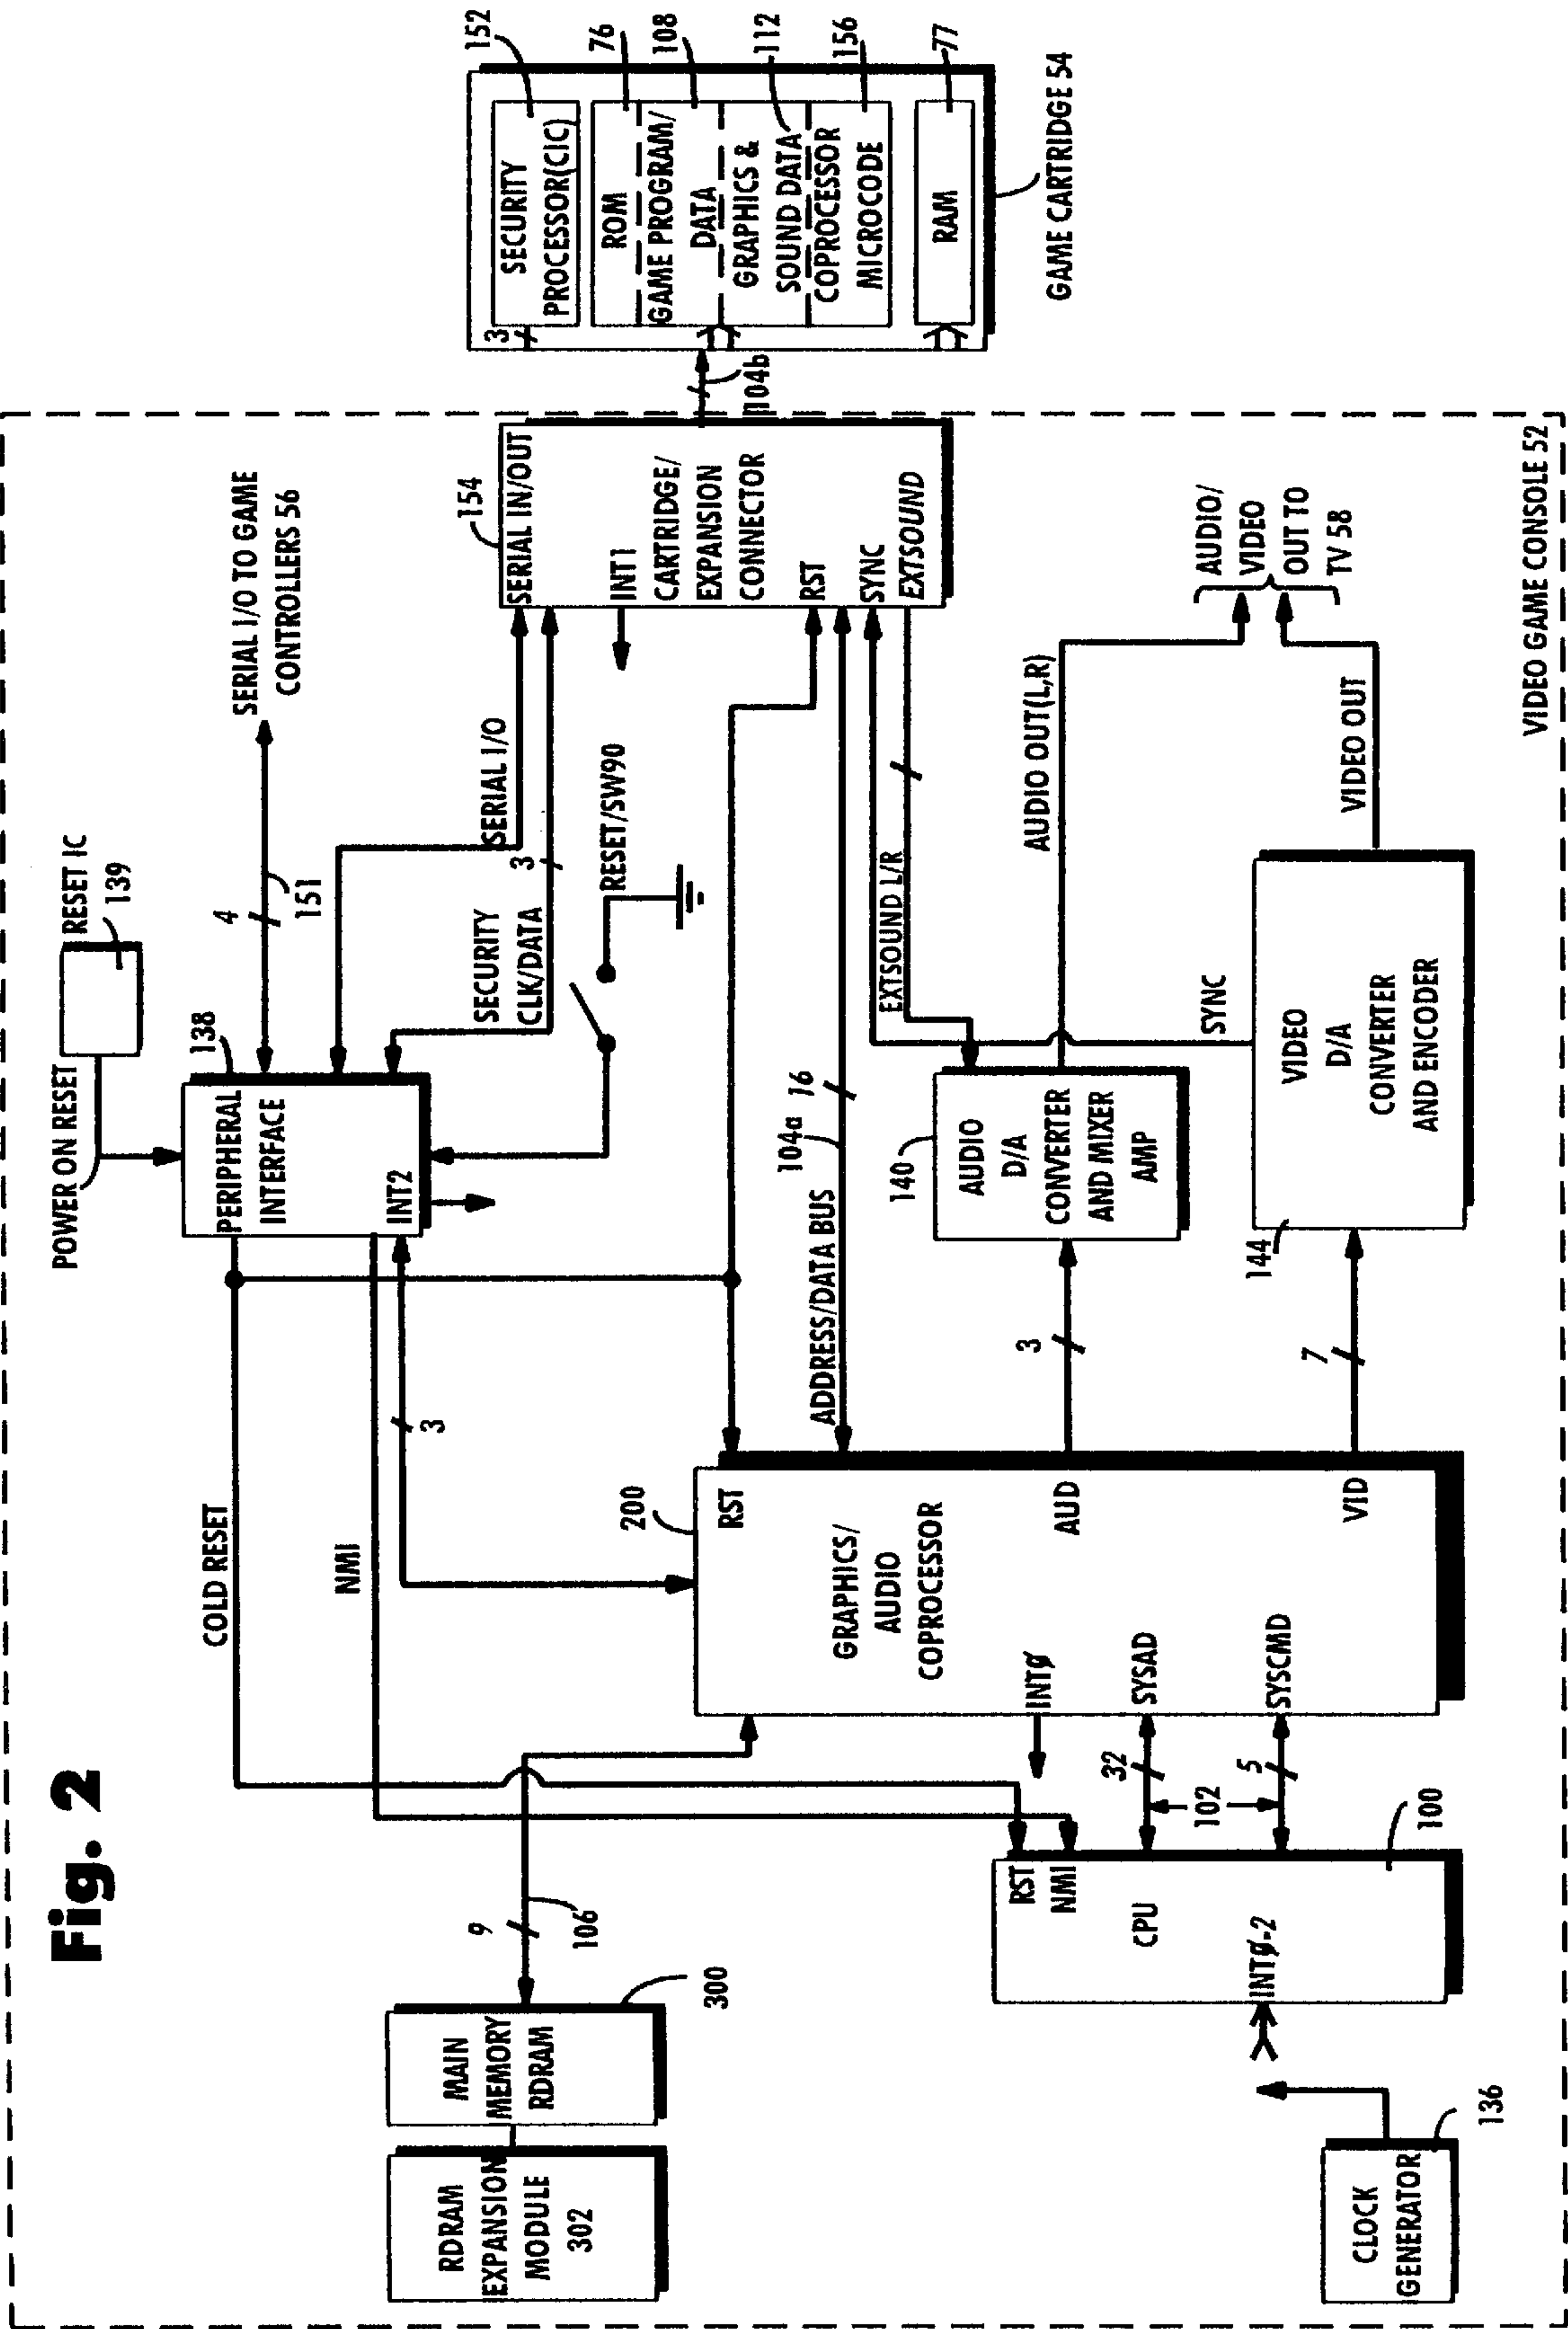 Fig. 2
VIDEO GAME CONSOLE 52
RDRAM
EXPANSION
MODULE
302
MAIN
MEMORY
RDRAM
300
9
106
CLOCK
GENERATOR
136
COLD RESET
NMI
3
RST
NMI
CPU
INTØ-2
100
32
102
5
200
RST
GRAPHICS/
AUDIO
COPROCESSOR
INTØ
SYSAD
SYSCMD
AUD
VID
POWER ON RESET
RESET IC
139
138
PERIPHERAL
INTERFACE
INT2
4
151
SERIAL I/O TO GAME
CONTROLLERS 56
SERIAL I/O
SECURITY
CLK/DATA
3
RESET/SW90
ADDRESS/DATA BUS
104a
16
EXTSOUND L/R
3
140
AUDIO
D/A
CONVERTER
AND MIXER
AMP
AUDIO OUT(L,R)
7
144
VIDEO
D/A
CONVERTER
AND ENCODER
SYNC
VIDEO OUT
AUDIO/
VIDEO
OUT TO
TV 58
154
SERIAL IN/OUT
INT1
CARTRIDGE/
EXPANSION
CONNECTOR
RST
SYNC
EXTSOUND
104b
3
SECURITY
PROCESSOR(CIC)
152
ROM
76
GAME PROGRAM/
DATA
108
GRAPHICS &
SOUND DATA
112
COPROCESSOR
MICROCODE
156
RAM
77
GAME CARTRIDGE 54